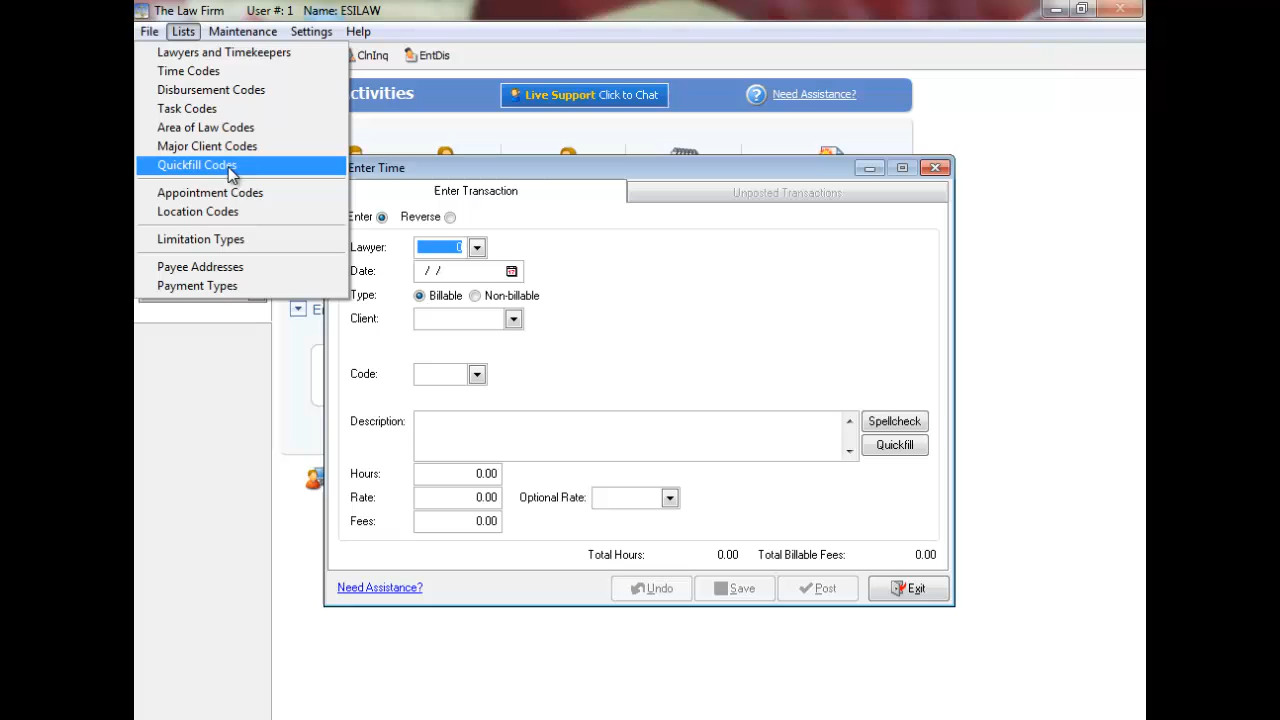 The Law Firm User #: 1 Name: ESILAW
File Lists Maintenance Settings Help
Lawyers and Timekeepers
Time Codes
Disbursement Codes
Task Codes
Area of Law Codes
Major Client Codes
Quickfill Codes
Appointment Codes
Location Codes
Limitation Types
Payee Addresses
Payment Types
ClnInq EntDis
ctivities
Live Support Click to Chat
? Need Assistance?
Enter Time
Enter Transaction Unposted Transactions
Enter Reverse
Lawyer: 0
Date: / /
Type: Billable Non-billable
Client:
Code:
Description:
Spellcheck
Quickfill
Hours: 0.00
Rate: 0.00 Optional Rate:
Fees: 0.00
Total Hours: 0.00 Total Billable Fees: 0.00
Need Assistance? Undo Save Post Exit